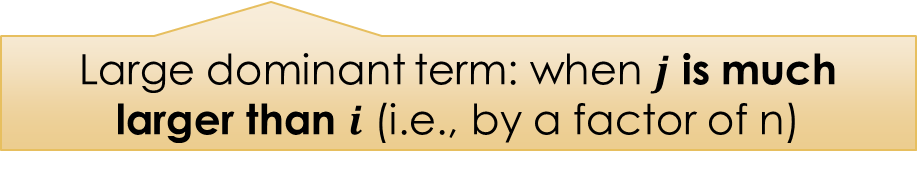 Large dominant term: when j is much
larger than i (i.e., by a factor of n)